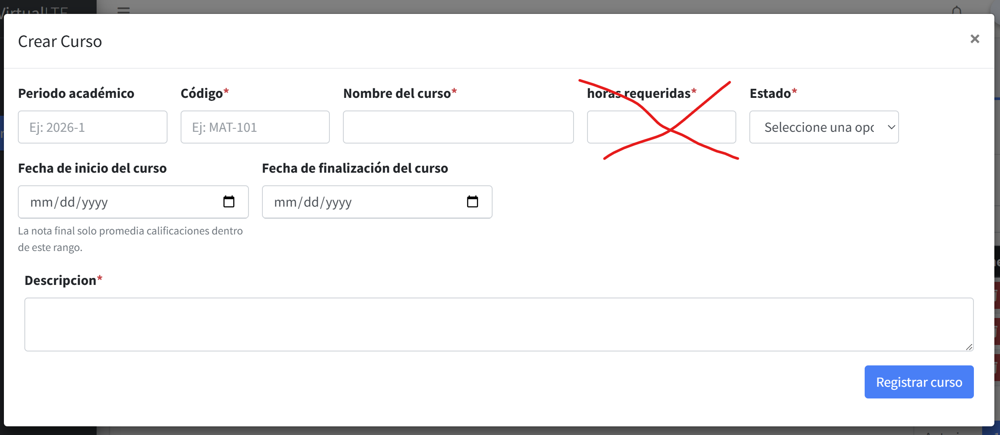 VirtualLTE
Crear Curso
×
Periodo académico Código* Nombre del curso* horas requeridas* Estado*
Ej: 2026-1 Ej: MAT-101 Seleccione una opc
Fecha de inicio del curso Fecha de finalización del curso
mm/dd/yyyy mm/dd/yyyy
La nota final solo promedia calificaciones dentro
de este rango.
Descripcion*
Registrar curso